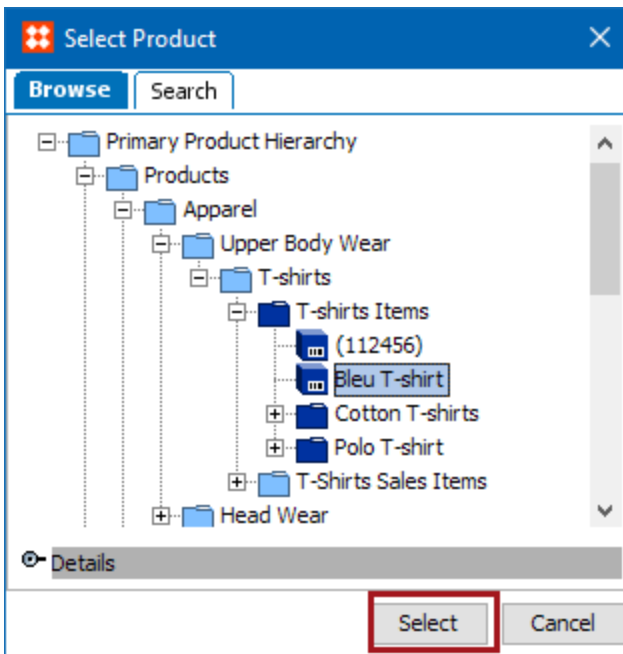 Select Product
Browse Search
Primary Product Hierarchy
Products
Apparel
Upper Body Wear
T-shirts
T-shirts Items
(112456)
Bleu T-shirt
Cotton T-shirts
Polo T-shirt
T-Shirts Sales Items
Head Wear
Details
Select Cancel